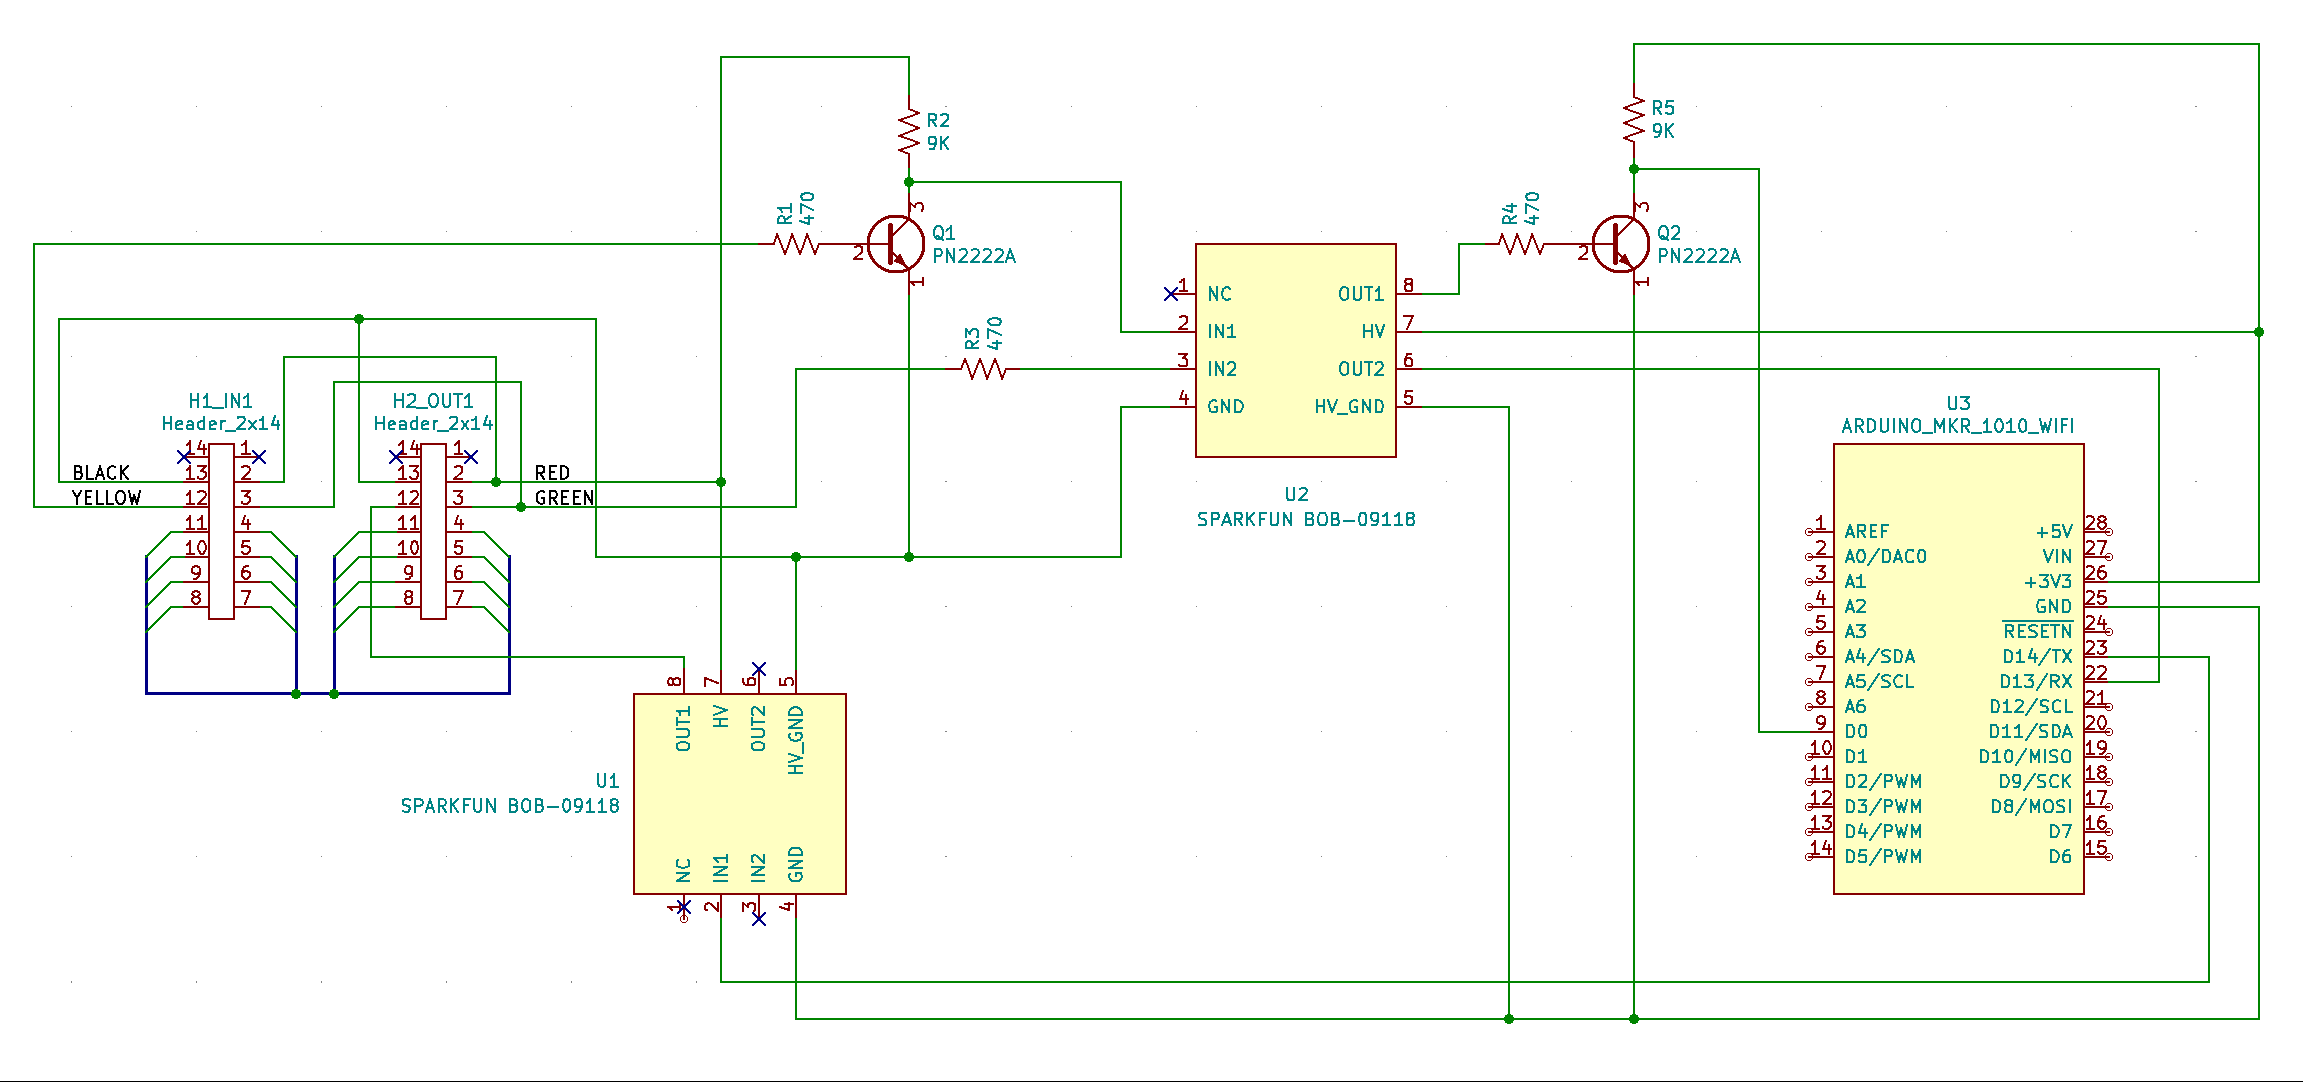 R2
9K
R1
470
Q1
PN2222A
3
2
1
R3
470
R5
9K
R4
470
Q2
PN2222A
3
2
1
1 NC
2 IN1
3 IN2
4 GND
OUT1 8
HV 7
OUT2 6
HV_GND 5
U2
SPARKFUN BOB-09118
H1_IN1
Header_2x14
14 1
13 2
12 3
11 4
10 5
9 6
8 7
BLACK
YELLOW
H2_OUT1
Header_2x14
14 1
13 2
12 3
11 4
10 5
9 6
8 7
RED
GREEN
8 7 6 5
OUT1 HV OUT2 HV_GND
U1
SPARKFUN BOB-09118
NC IN1 IN2 GND
1 2 3 4
U3
ARDUINO_MKR_1010_WIFI
1 AREF +5V 28
2 A0/DAC0 VIN 27
3 A1 +3V3 26
4 A2 GND 25
5 A3 RESETN 24
6 A4/SDA D14/TX 23
7 A5/SCL D13/RX 22
8 A6 D12/SCL 21
9 D0 D11/SDA 20
10 D1 D10/MISO 19
11 D2/PWM D9/SCK 18
12 D3/PWM D8/MOSI 17
13 D4/PWM D7 16
14 D5/PWM D6 15